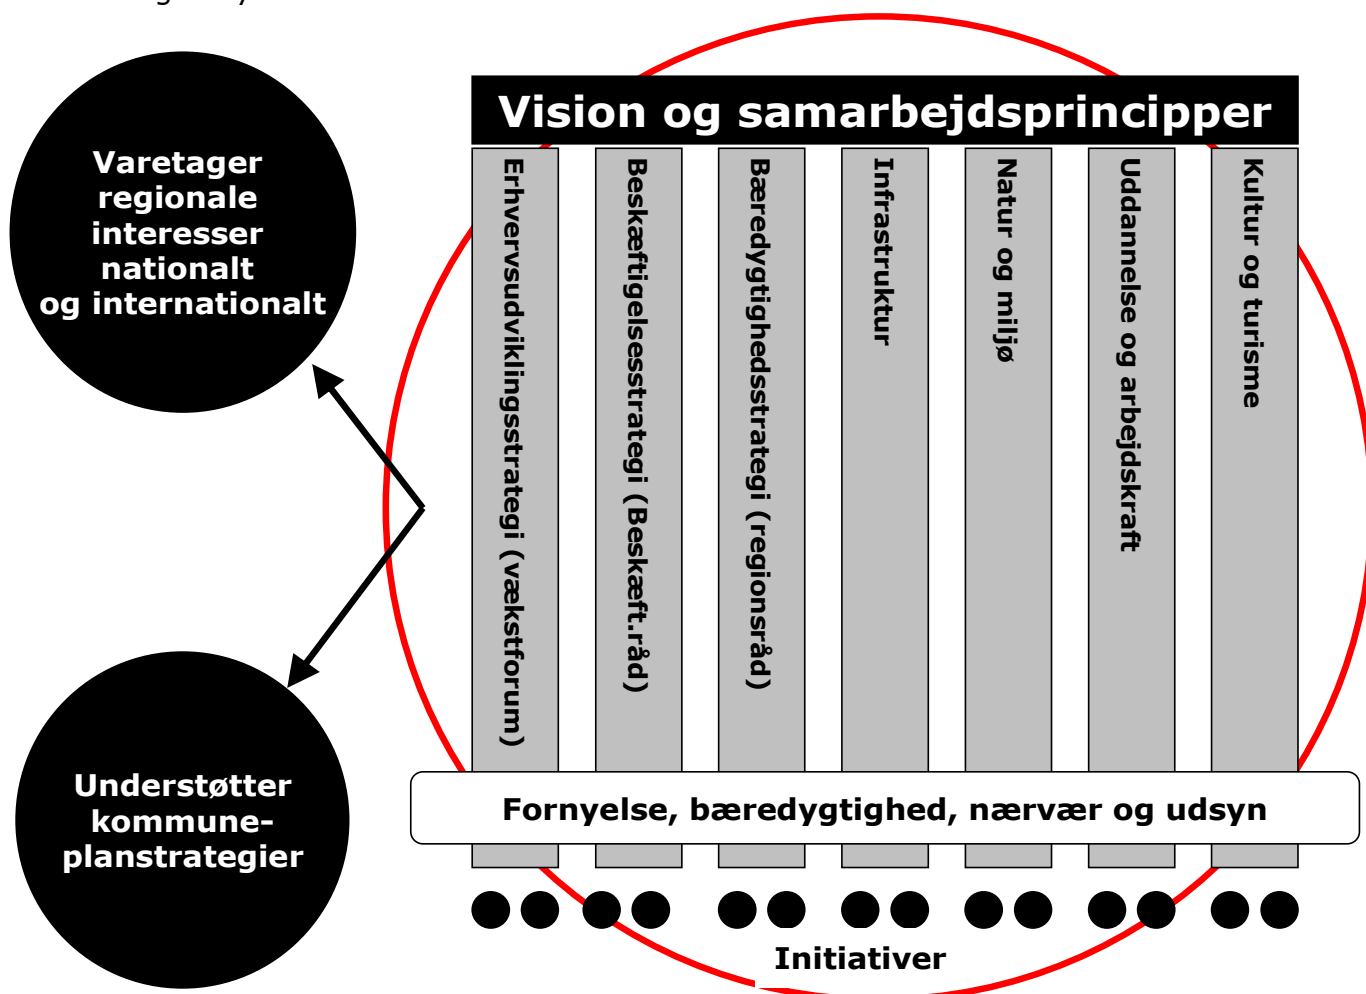 Vision og samarbejdsprincipper
Varetager
regionale
interesser
nationalt
og internationalt
Erhvervsudviklingsstrategi (vækstforum)
Beskæftigelsesstrategi (Beskæft.råd)
Bæredygtighedsstrategi (regionsråd)
Infrastruktur
Natur og miljø
Uddannelse og arbejdskraft
Kultur og turisme
Understøtter
kommune-
planstrategier
Fornyelse, bæredygtighed, nærvær og udsyn
Initiativer